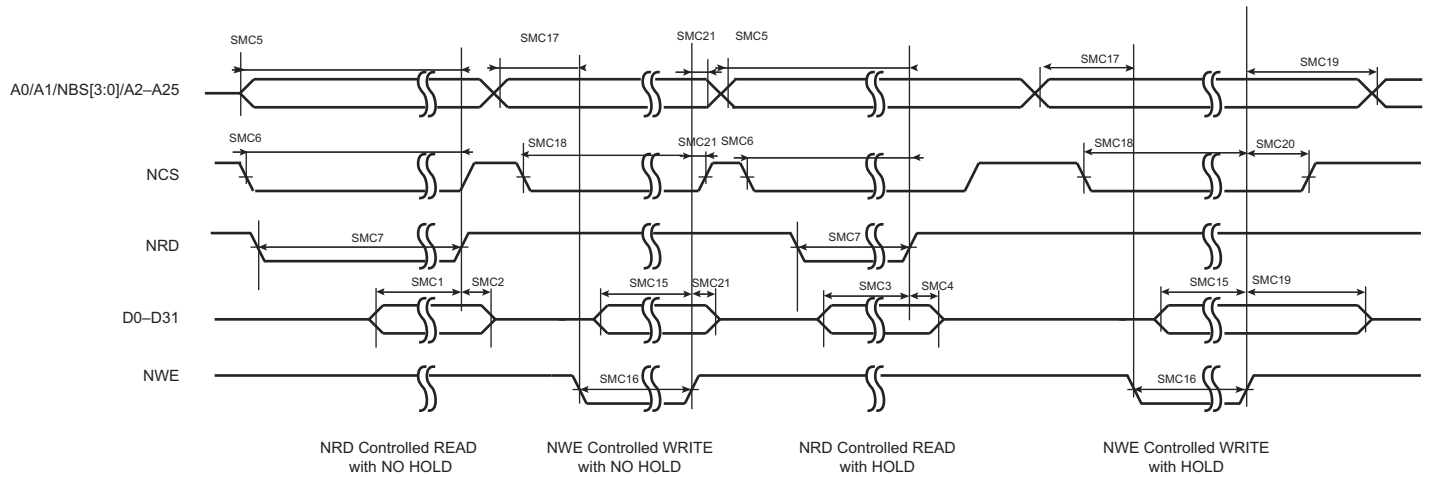 SMC5
SMC17
SMC21
SMC5
SMC17
SMC19
A0/A1/NBS[3:0]/A2–A25
SMC6
SMC18
SMC21
SMC6
SMC18
SMC20
NCS
NRD
SMC7
SMC7
SMC1
SMC2
SMC15
SMC21
SMC3
SMC4
SMC15
SMC19
D0–D31
NWE
SMC16
SMC16
NRD Controlled READ
with NO HOLD
NWE Controlled WRITE
with NO HOLD
NRD Controlled READ
with HOLD
NWE Controlled WRITE
with HOLD